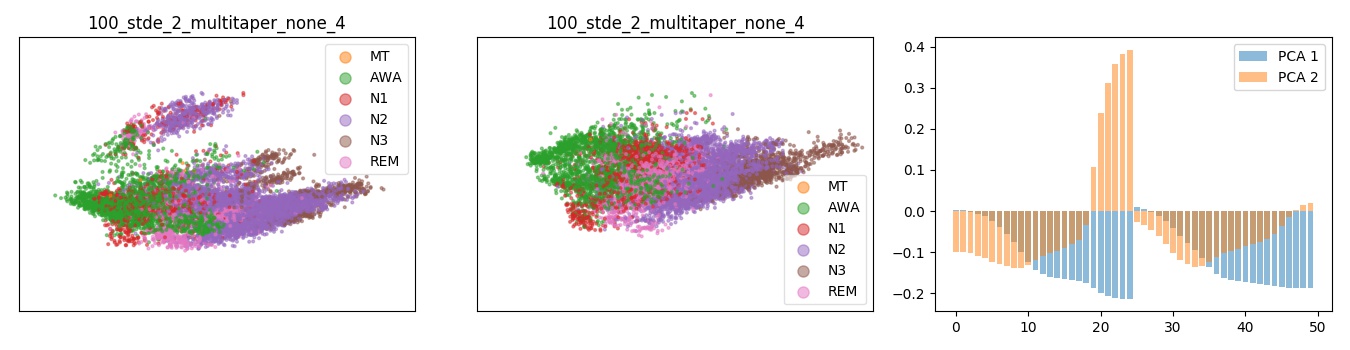 100_stde_2_multitaper_none_4
MT
AWA
N1
N2
N3
REM
100_stde_2_multitaper_none_4
MT
AWA
N1
N2
N3
REM
PCA 1
PCA 2
0.4
0.3
0.2
0.1
0.0
−0.1
−0.2
0 10 20 30 40 50